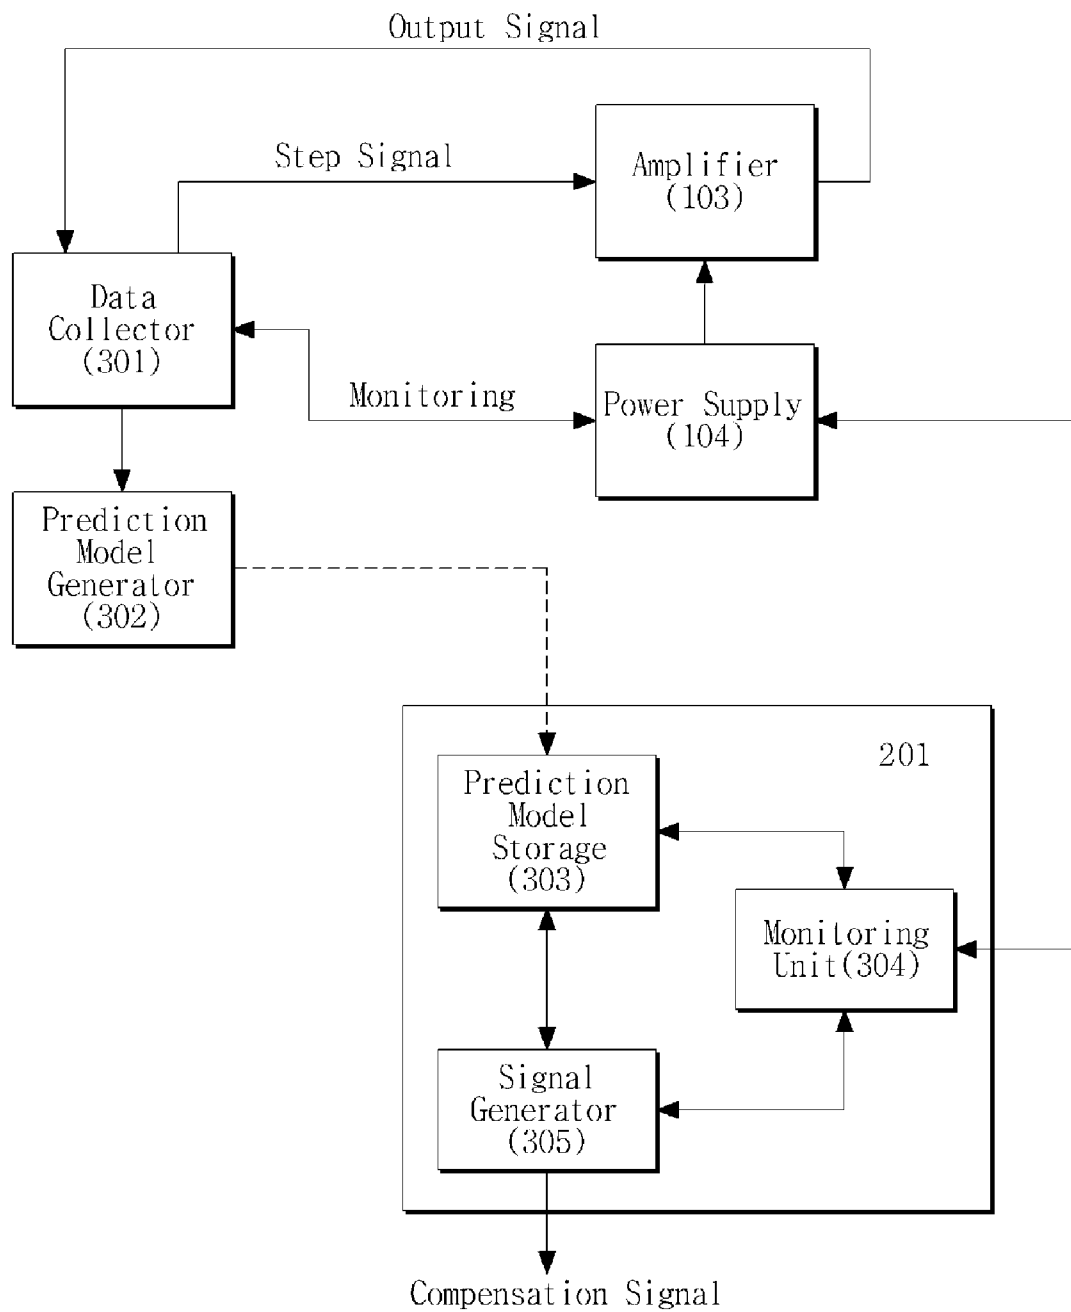 Output Signal
Step Signal
Amplifier
(103)
Data
Collector
(301)
Monitoring
Power Supply
(104)
Prediction
Model
Generator
(302)
201
Prediction
Model
Storage
(303)
Monitoring
Unit(304)
Signal
Generator
(305)
Compensation Signal